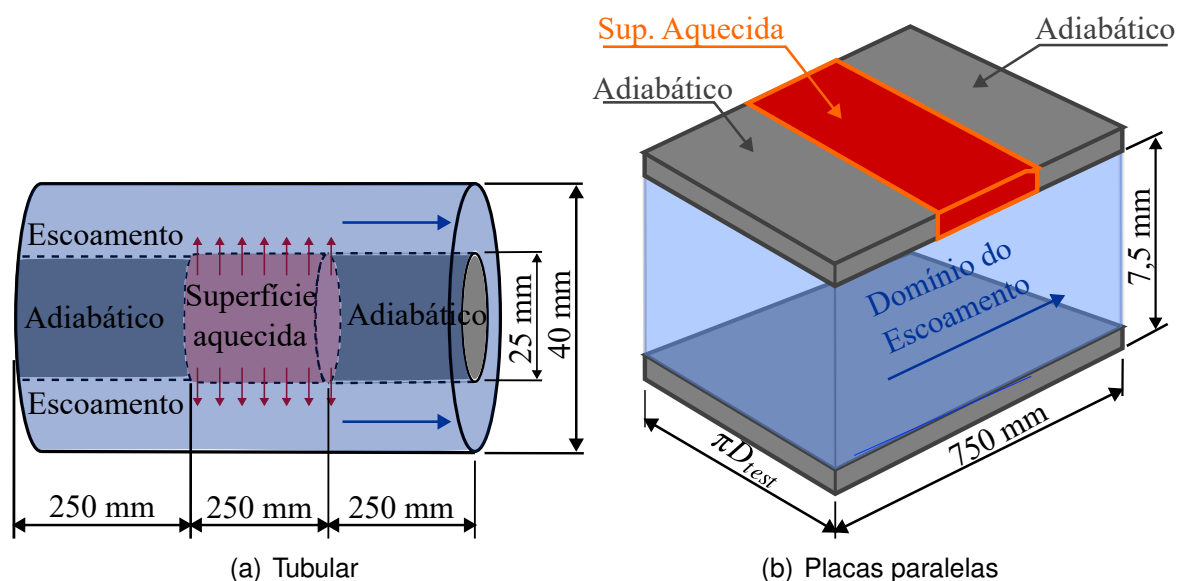 Escoamento
Adiabático
Superfície
aquecida
Adiabático
Escoamento
25 mm
40 mm
250 mm
250 mm
250 mm
(a) Tubular
Sup. Aquecida
Adiabático
Adiabático
Domínio do
Escoamento
7,5 mm
πD_test
750 mm
(b) Placas paralelas